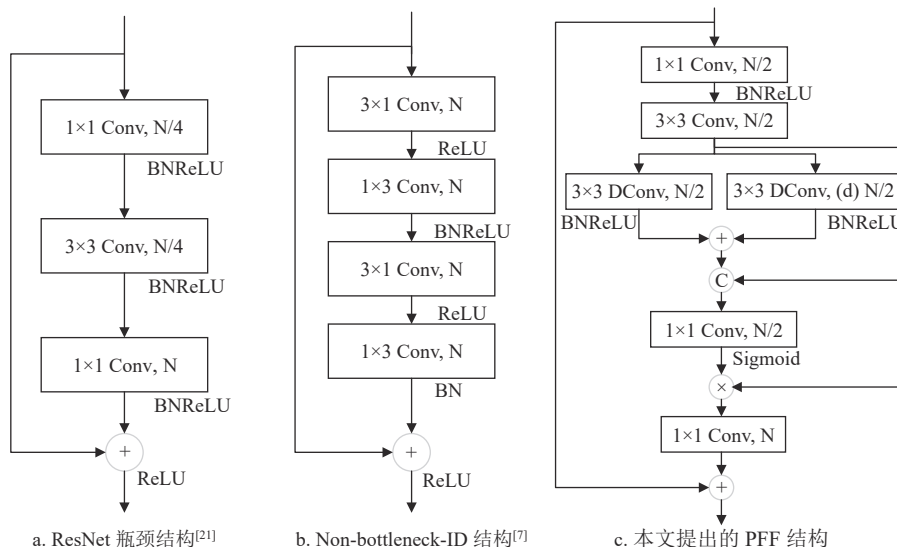 1×1 Conv, N/4
BNReLU
3×3 Conv, N/4
BNReLU
1×1 Conv, N
BNReLU
+
ReLU
a. ResNet 瓶颈结构[21]
3×1 Conv, N
ReLU
1×3 Conv, N
BNReLU
3×1 Conv, N
ReLU
1×3 Conv, N
BN
+
ReLU
b. Non-bottleneck-ID 结构[7]
1×1 Conv, N/2
BNReLU
3×3 Conv, N/2
3×3 DConv, N/2
3×3 DConv, (d) N/2
BNReLU
BNReLU
+
C
1×1 Conv, N/2
Sigmoid
×
1×1 Conv, N
+
c. 本文提出的 PFF 结构